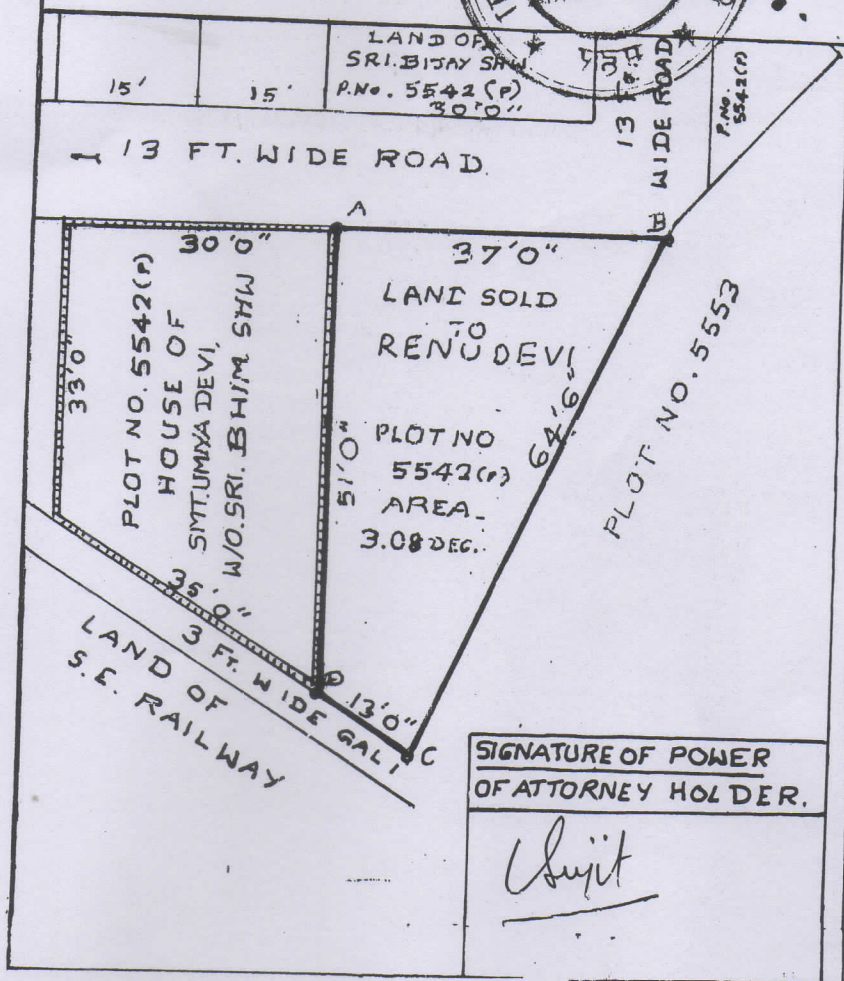 15'
15'
LAND OF
SRI. BIJAY SHW
P.No. 5542 (P)
30'0"
13 FT. WIDE ROAD
P.No. 5542(P)
13 FT. WIDE ROAD.
A
B
30'0"
33'0"
PLOT NO. 5542(P)
HOUSE OF
SMT. UMIYA DEVI,
W/O. SRI. BHIM SHW
37'0"
LAND SOLD
TO
RENU DEVI
PLOT NO
5542(P)
AREA_
3.08 DEC.
51'0"
64'6"
PLOT NO. 5553
35'0"
3 FT. WIDE GALI
D
13'0"
C
LAND OF
S.E. RAILWAY
SIGNATURE OF POWER
OF ATTORNEY HOLDER.
Sujit